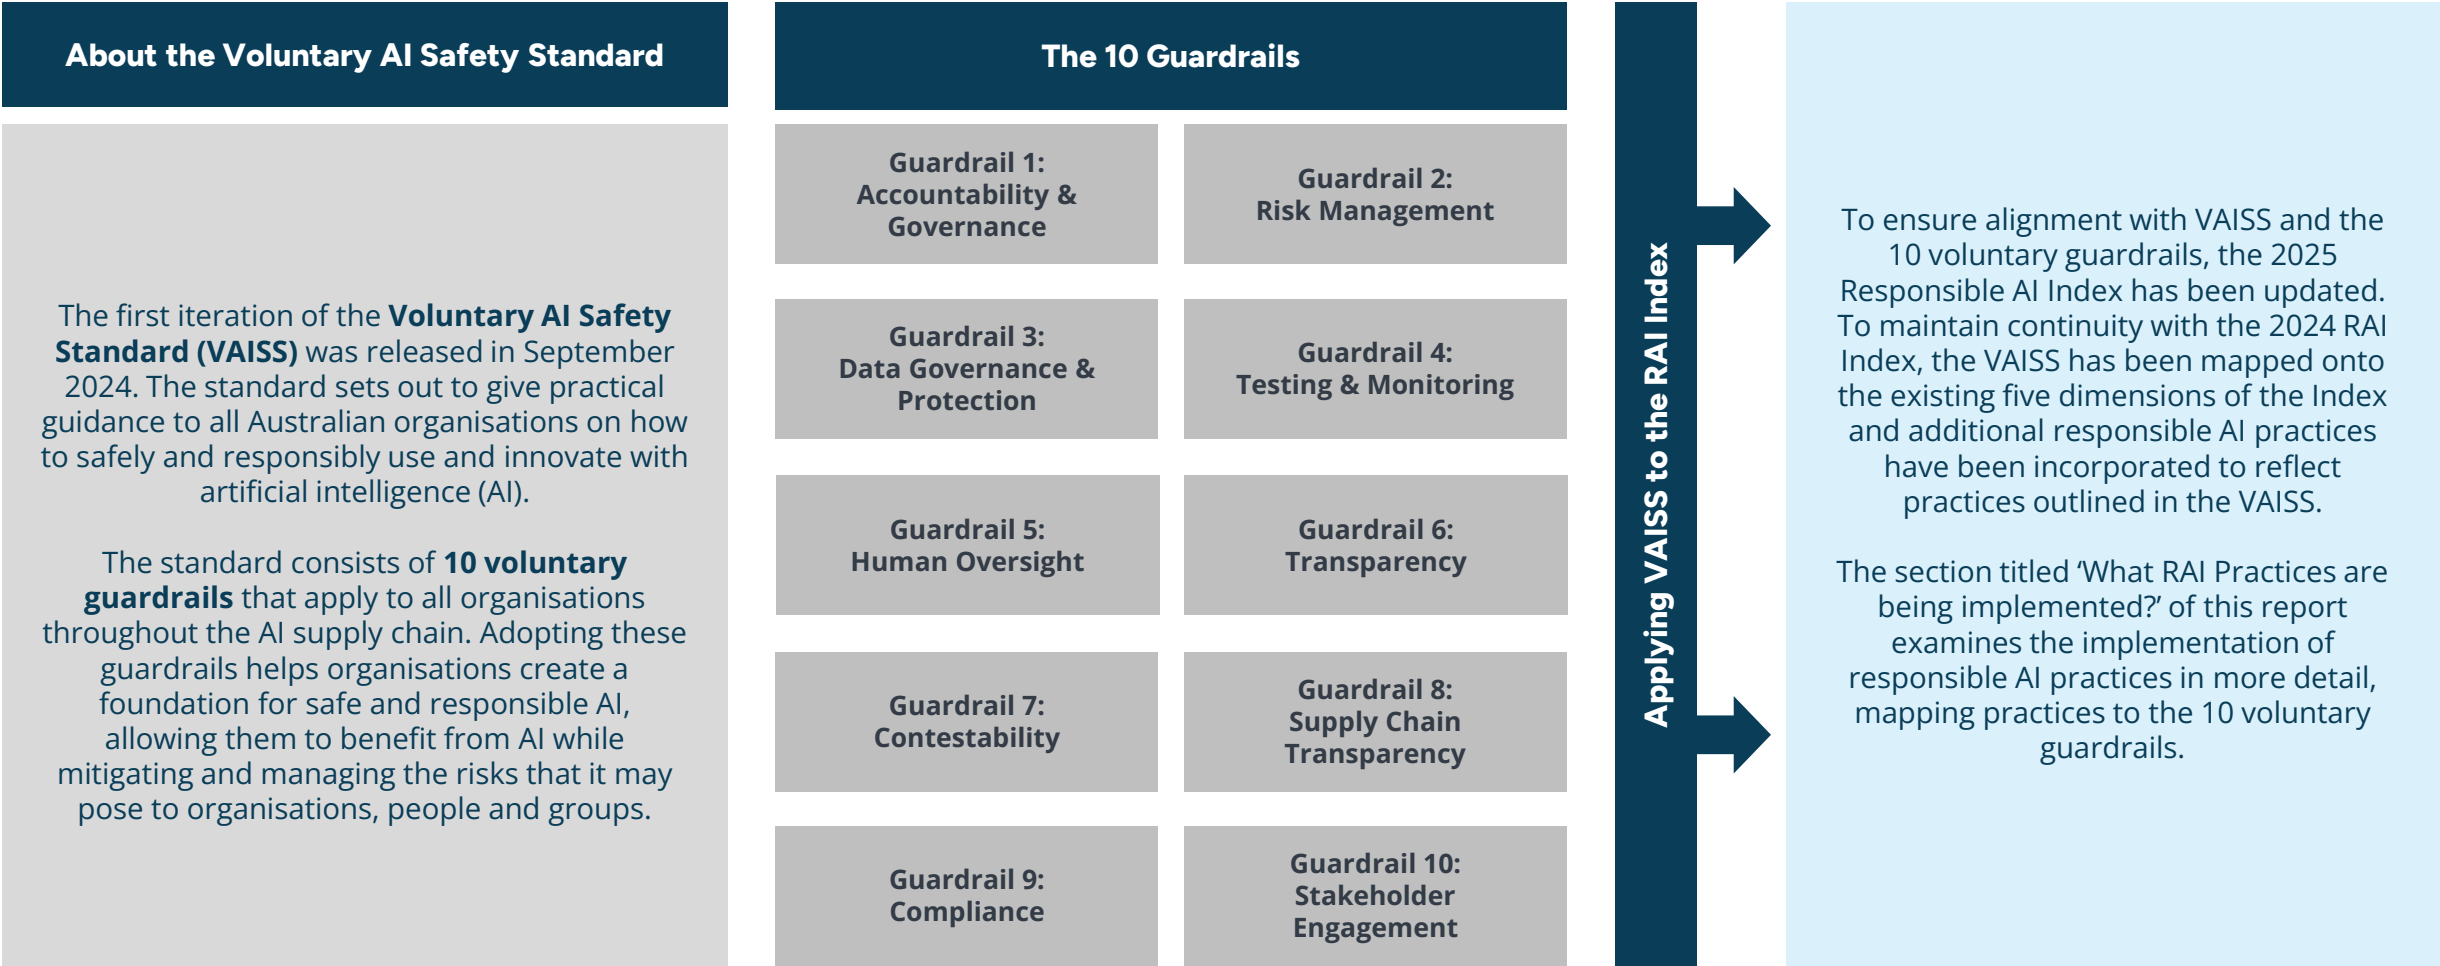 About the Voluntary AI Safety Standard
The first iteration of the Voluntary AI Safety
Standard (VAISS) was released in September
2024. The standard sets out to give practical
guidance to all Australian organisations on how
to safely and responsibly use and innovate with
artificial intelligence (AI).
The standard consists of 10 voluntary
guardrails that apply to all organisations
throughout the AI supply chain. Adopting these
guardrails helps organisations create a
foundation for safe and responsible AI,
allowing them to benefit from AI while
mitigating and managing the risks that it may
pose to organisations, people and groups.
The 10 Guardrails
Guardrail 1:
Accountability &
Governance
Guardrail 2:
Risk Management
Guardrail 3:
Data Governance &
Protection
Guardrail 4:
Testing & Monitoring
Guardrail 5:
Human Oversight
Guardrail 6:
Transparency
Guardrail 7:
Contestability
Guardrail 8:
Supply Chain
Transparency
Guardrail 9:
Compliance
Guardrail 10:
Stakeholder
Engagement
Applying VAISS to the RAI Index
To ensure alignment with VAISS and the
10 voluntary guardrails, the 2025
Responsible AI Index has been updated.
To maintain continuity with the 2024 RAI
Index, the VAISS has been mapped onto
the existing five dimensions of the Index
and additional responsible AI practices
have been incorporated to reflect
practices outlined in the VAISS.
The section titled ‘What RAI Practices are
being implemented?’ of this report
examines the implementation of
responsible AI practices in more detail,
mapping practices to the 10 voluntary
guardrails.